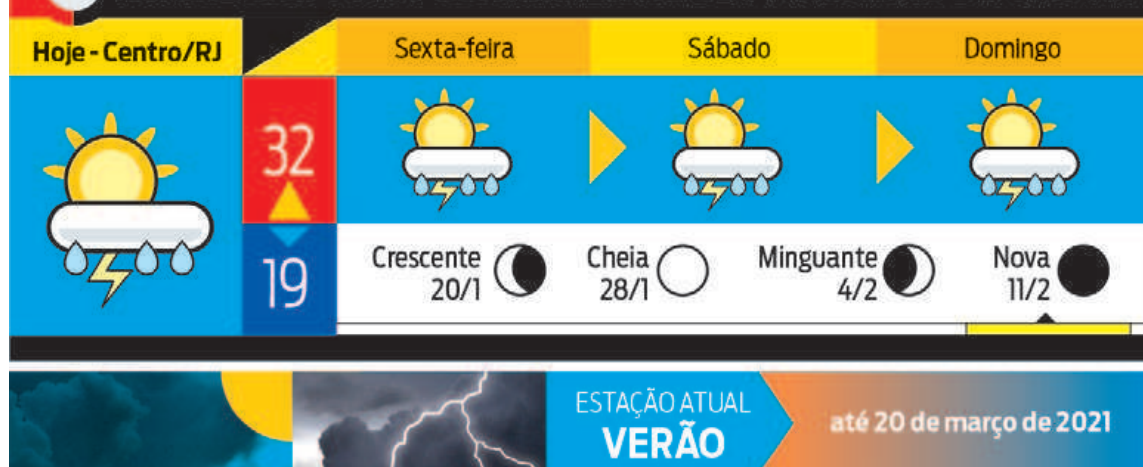 Hoje - Centro/RJ
Sexta-feira
Sábado
Domingo
32
19
Crescente
20/1
Cheia
28/1
Minguante
4/2
Nova
11/2
ESTAÇÃO ATUAL
VERÃO
até 20 de março de 2021